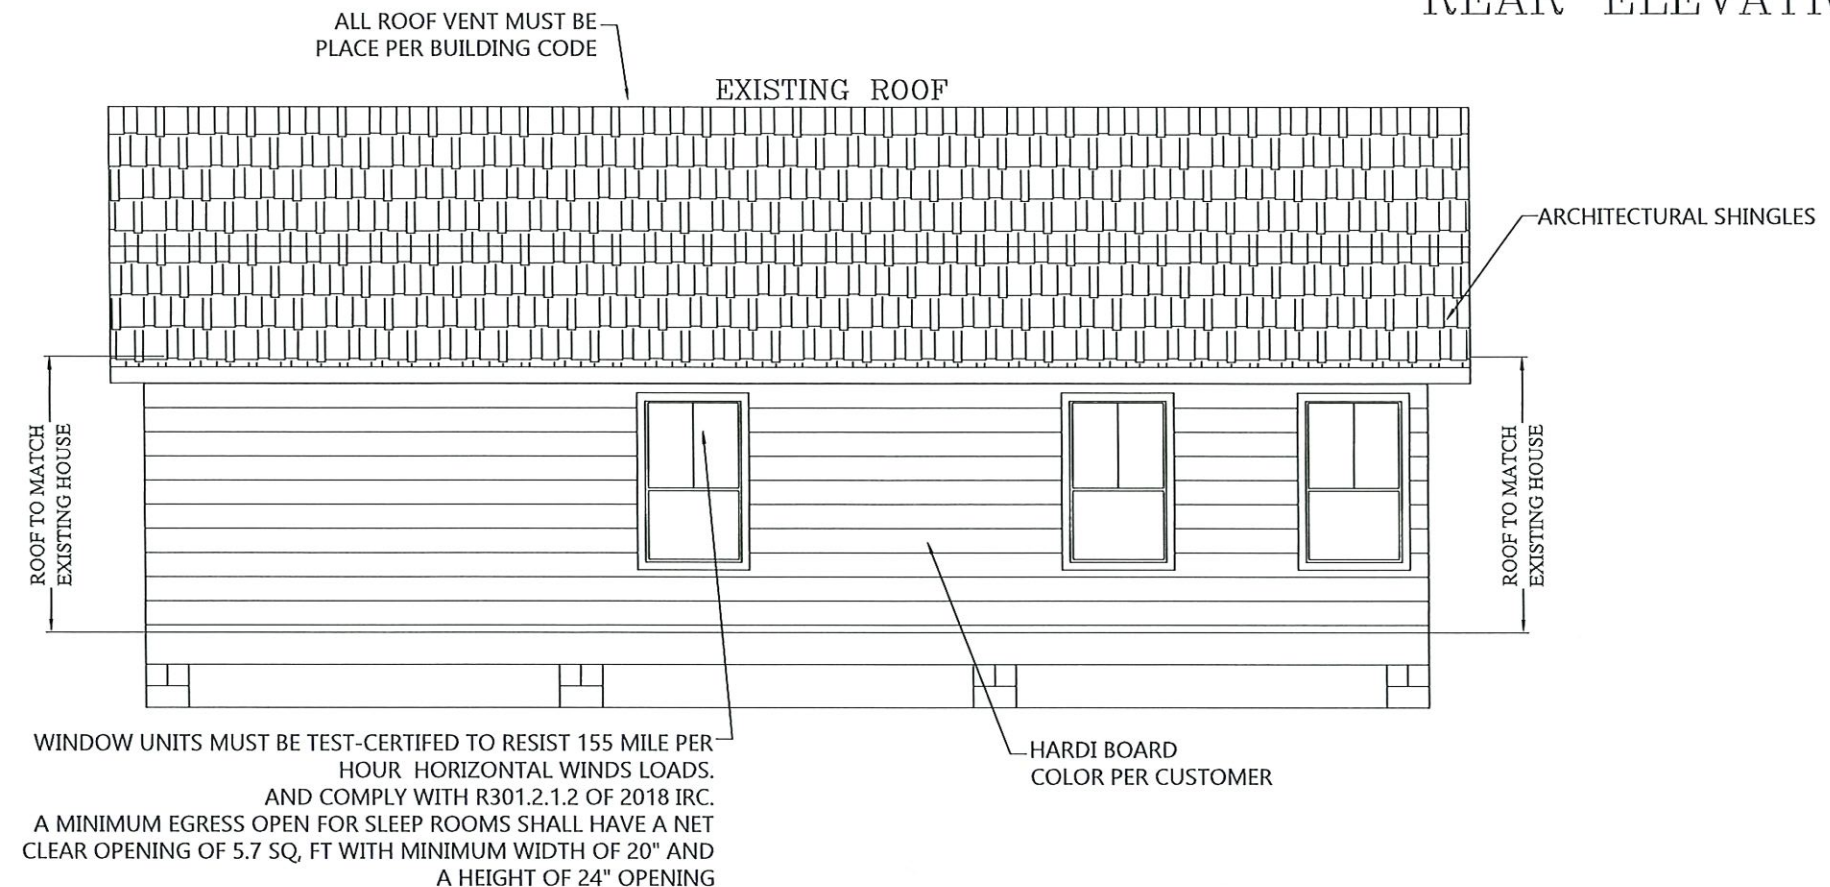 REAR ELEVATI
ALL ROOF VENT MUST BE
PLACE PER BUILDING CODE
EXISTING ROOF
ARCHITECTURAL SHINGLES
ROOF TO MATCH
EXISTING HOUSE
ROOF TO MATCH
EXISTING HOUSE
WINDOW UNITS MUST BE TEST-CERTIFED TO RESIST 155 MILE PER
HOUR HORIZONTAL WINDS LOADS.
AND COMPLY WITH R301.2.1.2 OF 2018 IRC.
A MINIMUM EGRESS OPEN FOR SLEEP ROOMS SHALL HAVE A NET
CLEAR OPENING OF 5.7 SQ, FT WITH MINIMUM WIDTH OF 20" AND
A HEIGHT OF 24" OPENING
HARDI BOARD
COLOR PER CUSTOMER